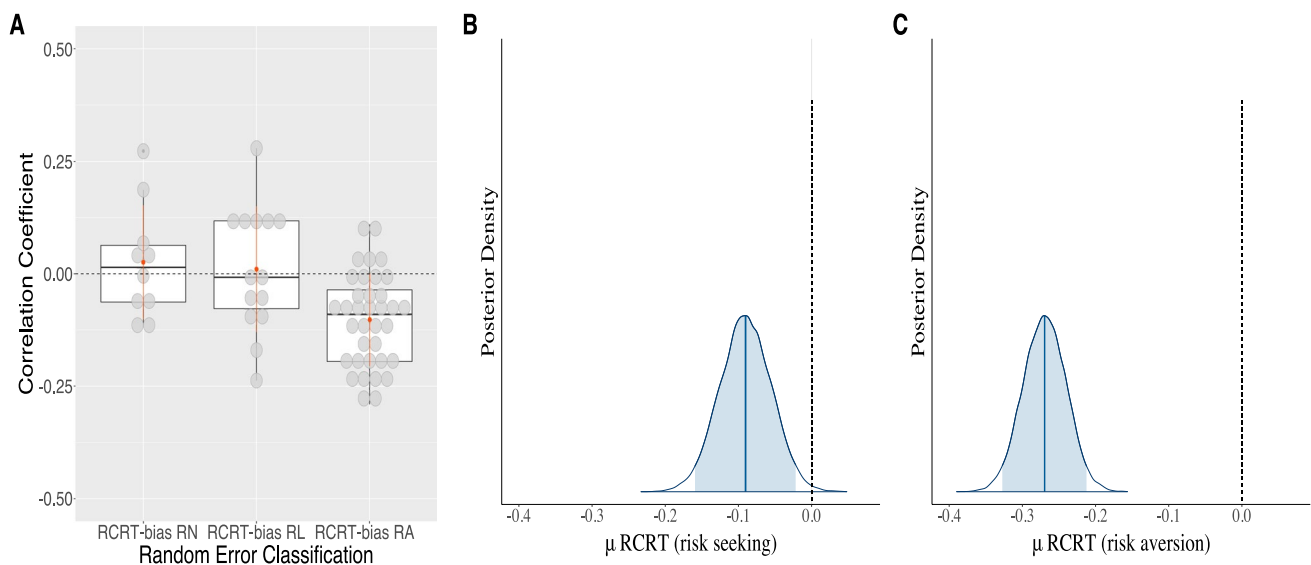 A
0.50
0.25
0.00
-0.25
-0.50
Correlation Coefficient
RCRT-bias RN RCRT-bias RL RCRT-bias RA
Random Error Classification
B
Posterior Density
-0.4 -0.3 -0.2 -0.1 0.0
μ RCRT (risk seeking)
C
Posterior Density
-0.4 -0.3 -0.2 -0.1 0.0
μ RCRT (risk aversion)